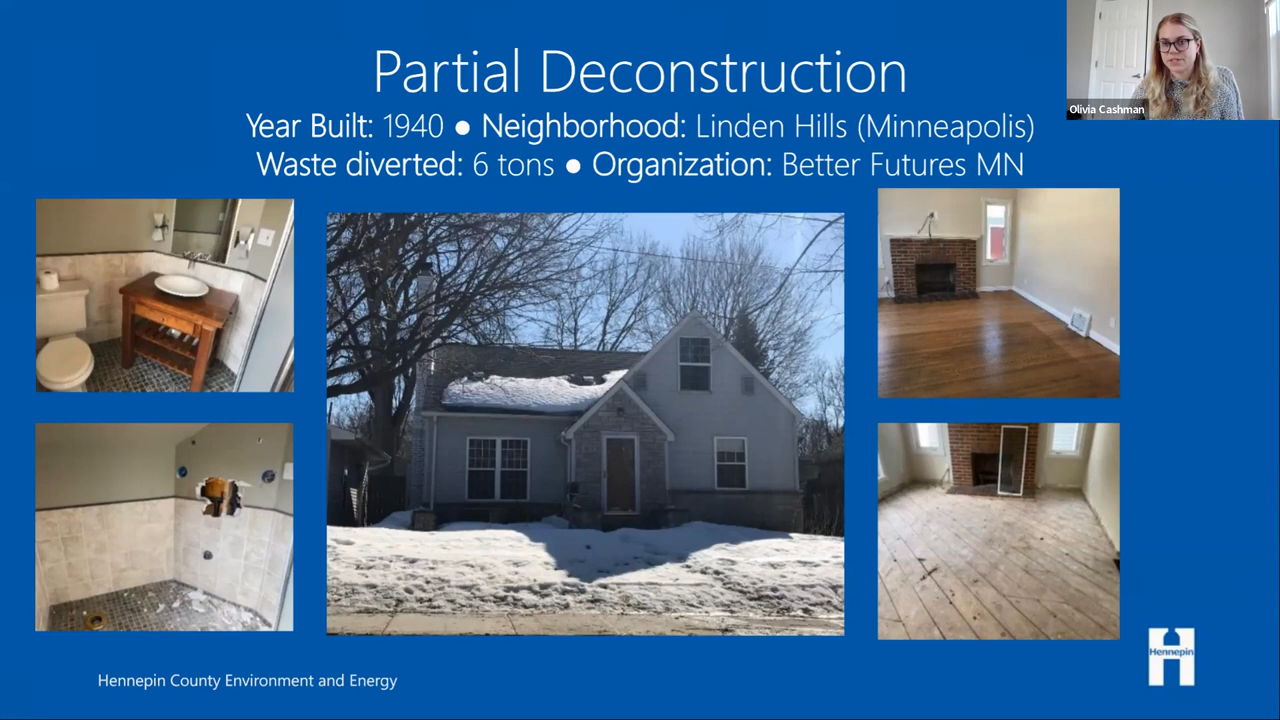 Partial Deconstruction
Year Built: 1940 ● Neighborhood: Linden Hills (Minneapolis)
Waste diverted: 6 tons ● Organization: Better Futures MN
Olivia Cashman
Hennepin County Environment and Energy
Hennepin